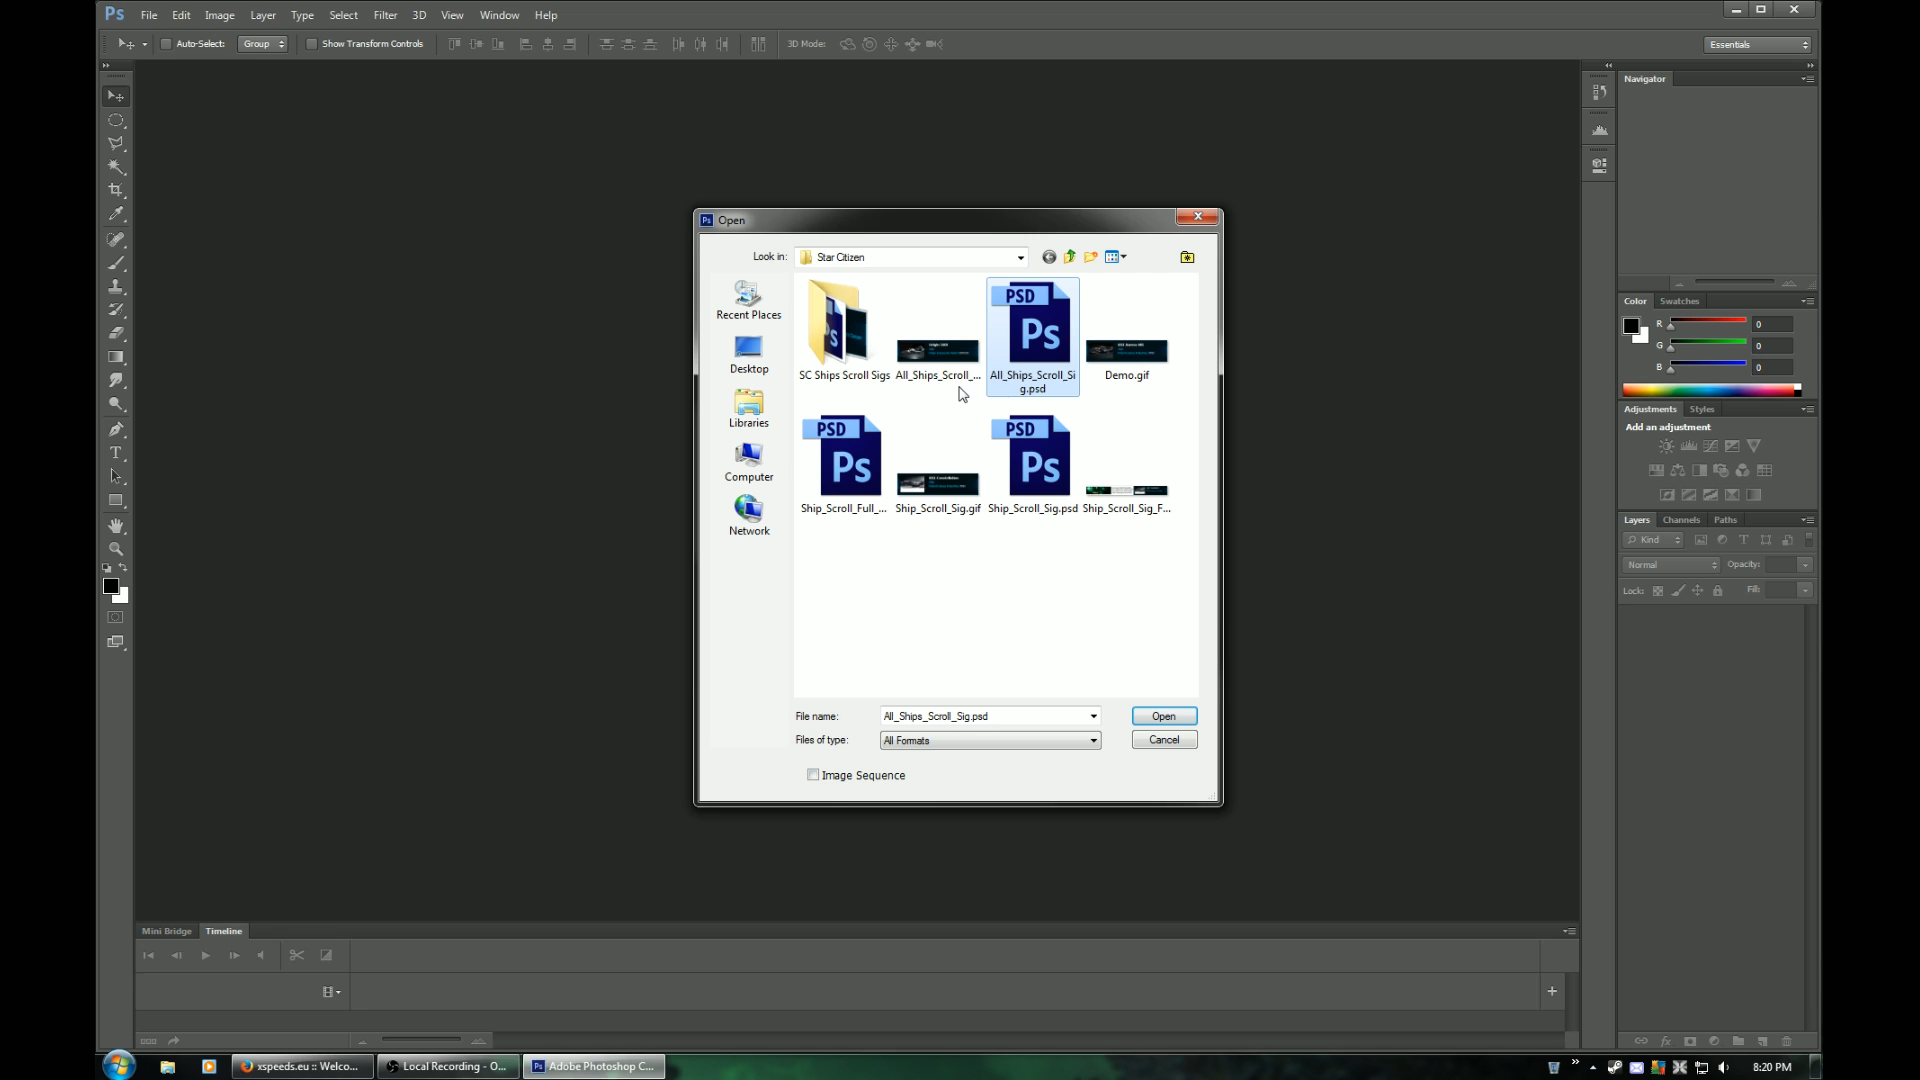 Ps File Edit Image Layer Type Select Filter 3D View Window Help
Auto-Select: Group Show Transform Controls 3D Mode: Essentials
Navigator
Color Swatches
R 0
G 0
B 0
Adjustments Styles
Add an adjustment
Layers Channels Paths
Kind
Normal Opacity:
Lock: Fill:
Ps Open
Look in: Star Citizen
Recent Places
Desktop
Libraries
Computer
Network
SC Ships Scroll Sigs
All_Ships_Scroll_...
PSD
Ps
All_Ships_Scroll_Si
g.psd
Demo.gif
PSD
Ps
Ship_Scroll_Full_...
Ship_Scroll_Sig.gif
PSD
Ps
Ship_Scroll_Sig.psd
Ship_Scroll_Sig_F...
File name: All_Ships_Scroll_Sig.psd Open
Files of type: All Formats Cancel
Image Sequence
Mini Bridge Timeline
xspeeds.eu :: Welco...
Local Recording - O...
Ps Adobe Photoshop C...
8:20 PM